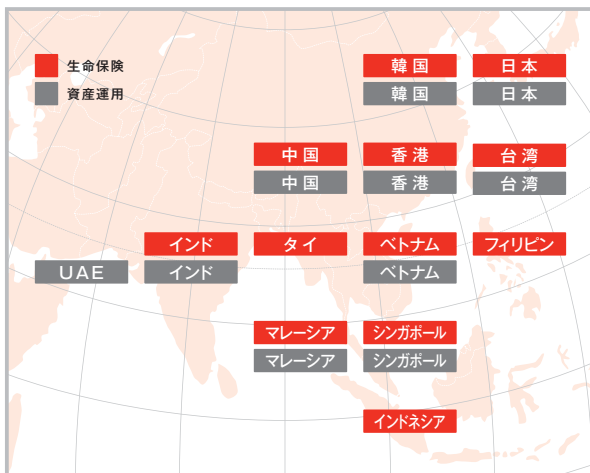 生命保険
資産運用
韓国 日本
韓国 日本
中国 香港 台湾
中国 香港 台湾
インド タイ ベトナム フィリピン
UAE インド ベトナム
マレーシア シンガポール
マレーシア シンガポール
インドネシア